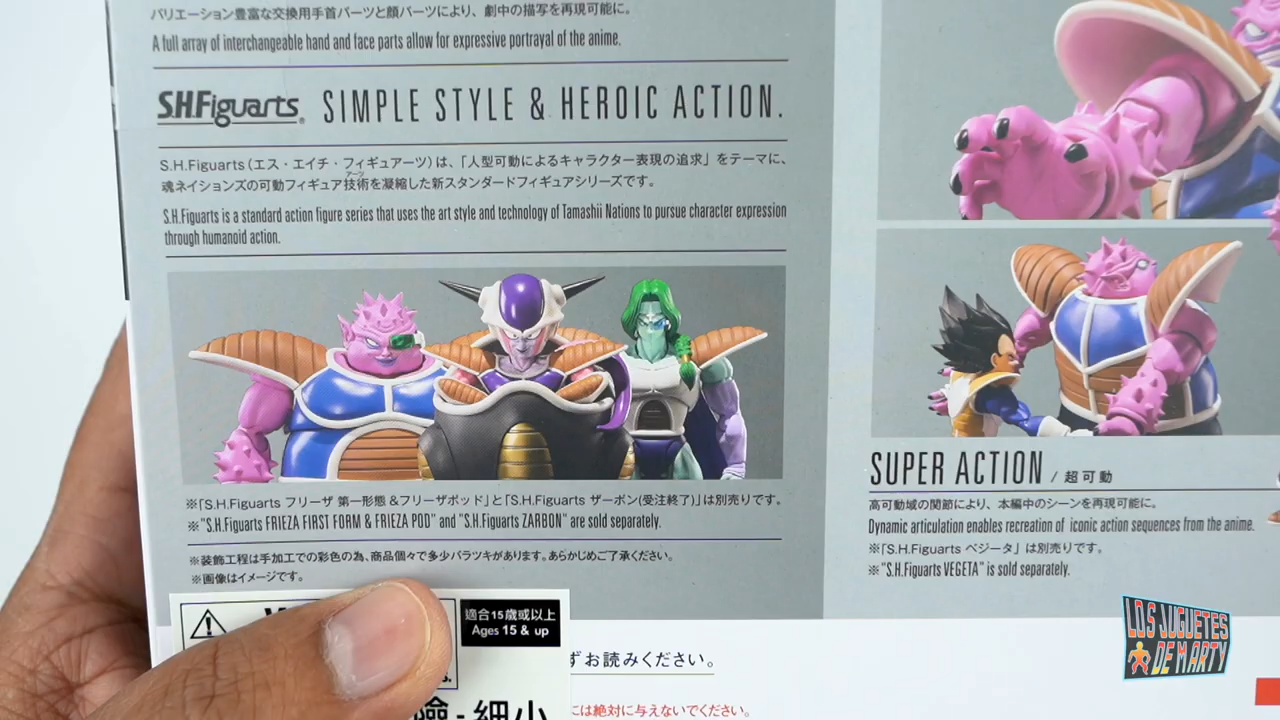 バリエーション豊富な交換用手首パーツと顔パーツにより、劇中の描写を再現可能に。
A full array of interchangeable hand and face parts allow for expressive portrayal of the anime.
S.H.Figuarts® SIMPLE STYLE & HEROIC ACTION.
S.H.Figuarts(エス・エイチ・フィギュアーツ)は、「人型可動によるキャラクター表現の追求」をテーマに、
アーツ
魂ネイションズの可動フィギュア技術を凝縮した新スタンダードフィギュアシリーズです。
S.H.Figuarts is a standard action figure series that uses the art style and technology of Tamashii Nations to pursue character expression
through humanoid action.
※「S.H.Figuarts フリーザ 第一形態&フリーザポッド」と「S.H.Figuarts ザーボン(受注終了)」は別売りです。
※"S.H.Figuarts FRIEZA FIRST FORM & FRIEZA POD" and "S.H.Figuarts ZARBON" are sold separately.
※装飾工程は手加工での彩色の為、商品個々で多少バラツキがあります。あらかじめご了承ください。
※画像はイメージです。
適合15歲或以上
Ages 15 & up
ずお読みください。
- 細小
には絶対に与えないでください。
SUPER ACTION / 超可動
高可動域の関節により、本編中のシーンを再現可能に。
Dynamic articulation enables recreation of iconic action sequences from the anime.
※「S.H.Figuarts ベジータ」は別売りです。
※"S.H.Figuarts VEGETA" is sold separately.
LOS JUGUETES
DE MARTY